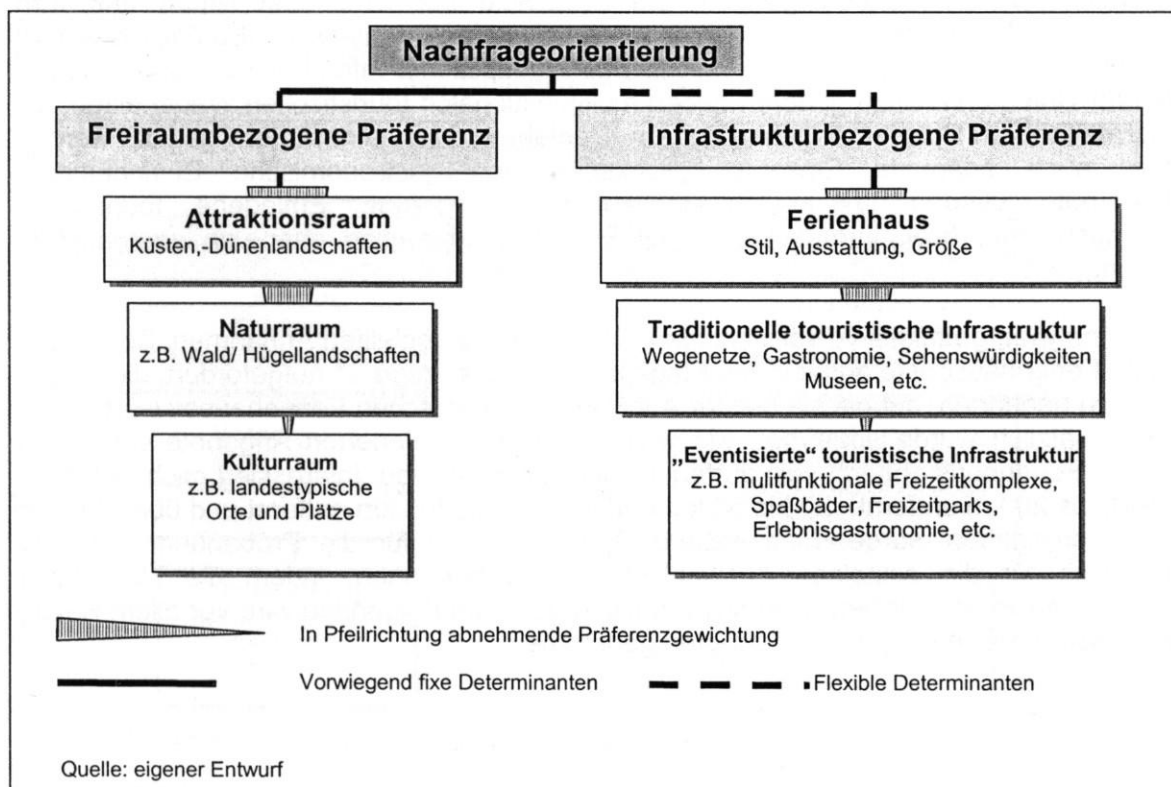 Nachfrageorientierung
Freiraumbezogene Präferenz
Infrastrukturbezogene Präferenz
Attraktionsraum
Küsten,-Dünenlandschaften
Ferienhaus
Stil, Ausstattung, Größe
Naturraum
z.B. Wald/ Hügellandschaften
Traditionelle touristische Infrastruktur
Wegenetze, Gastronomie, Sehenswürdigkeiten
Museen, etc.
Kulturraum
z.B. landestypische
Orte und Plätze
„Eventisierte“ touristische Infrastruktur
z.B. mulitfunktionale Freizeitkomplexe,
Spaßbäder, Freizeitparks,
Erlebnisgastronomie, etc.
In Pfeilrichtung abnehmende Präferenzgewichtung
Vorwiegend fixe Determinanten
Flexible Determinanten
Quelle: eigener Entwurf